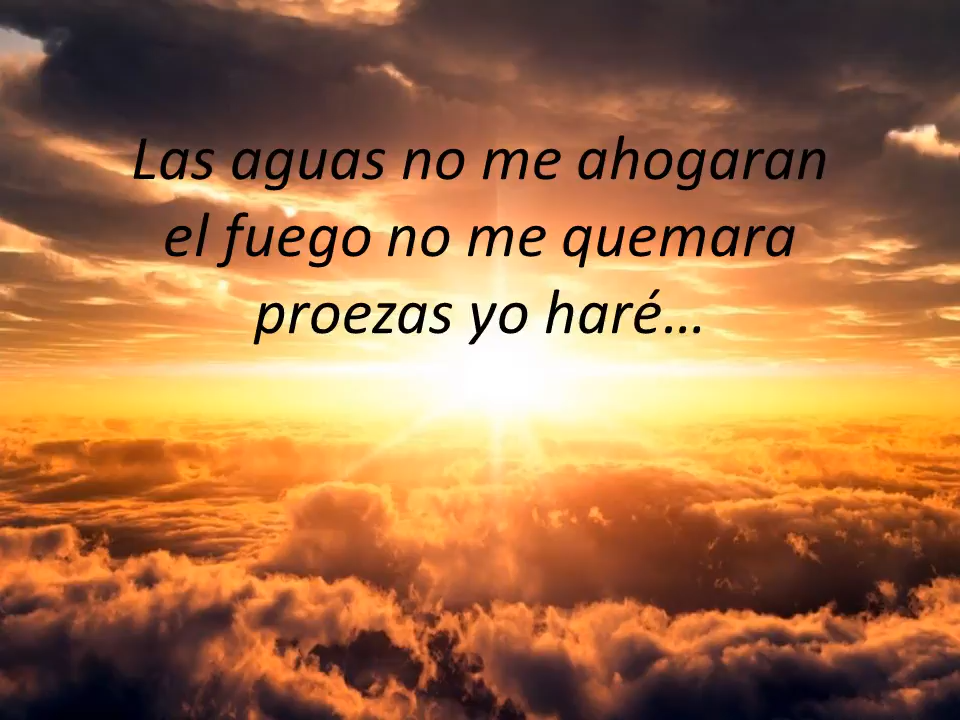 Las aguas no me ahogaran
el fuego no me quemara
proezas yo haré...